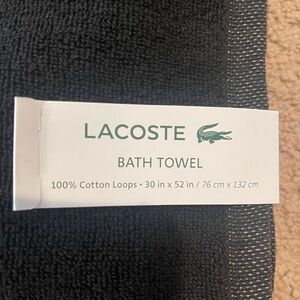 LACOSTE
BATH TOWEL
100% Cotton Loops • 30 in x 52 in / 76 cm x 132 cm